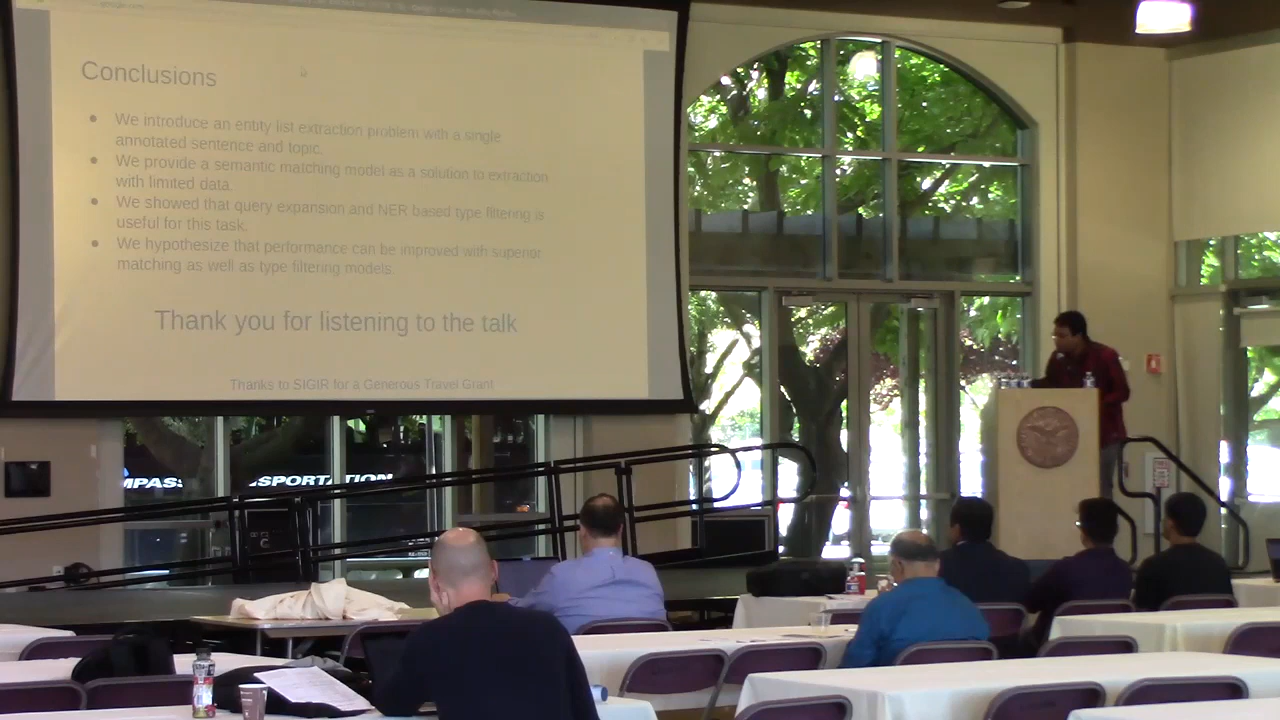 Conclusions
We introduce an entity list extraction problem with a single
annotated sentence and topic.
We provide a semantic matching model as a solution to extraction
with limited data.
We showed that query expansion and NER based type filtering is
useful for this task.
We hypothesize that performance can be improved with superior
matching as well as type filtering models.
Thank you for listening to the talk
Thanks to SIGIR for a Generous Travel Grant
MPASS
SPORTATION